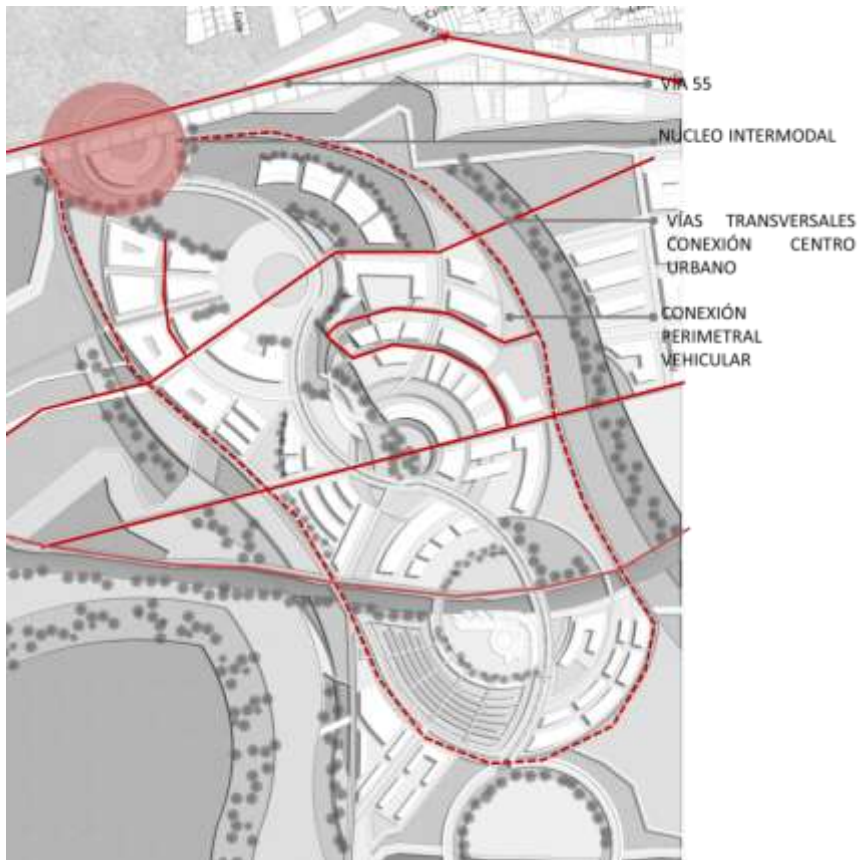 VÍA 55
NÚCLEO INTERMODAL
VÍAS TRANSVERSALES
CONEXIÓN CENTRO
URBANO
CONEXIÓN
PERIMETRAL
VEHICULAR